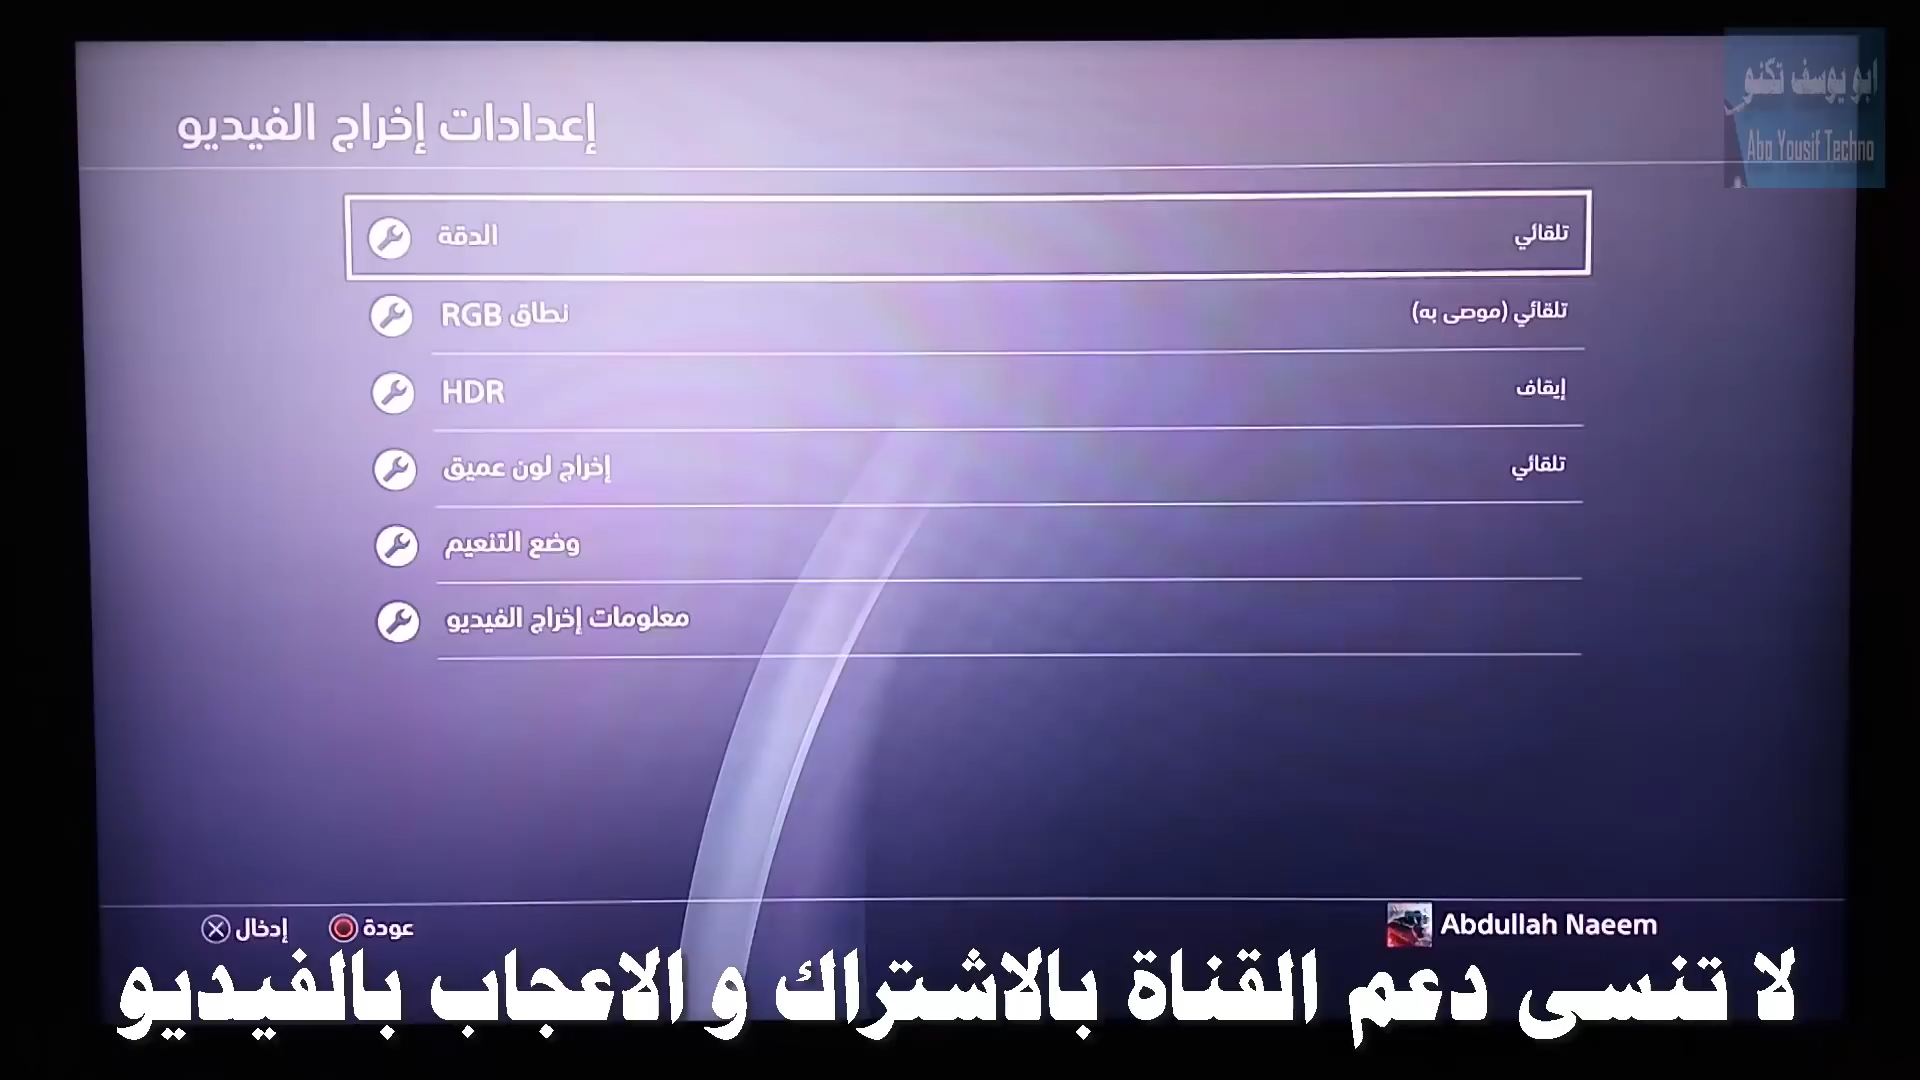 ابو يوسف تكنو
Abo Yousif Techno
إعدادات إخراج الفيديو
الدقة تلقائي
نطاق RGB تلقائي (موصى به)
HDR إيقاف
إخراج لون عميق تلقائي
وضع التنعيم
معلومات إخراج الفيديو
إدخال عودة Abdullah Naeem
لا تنسى دعم القناة بالاشتراك و الاعجاب بالفيديو